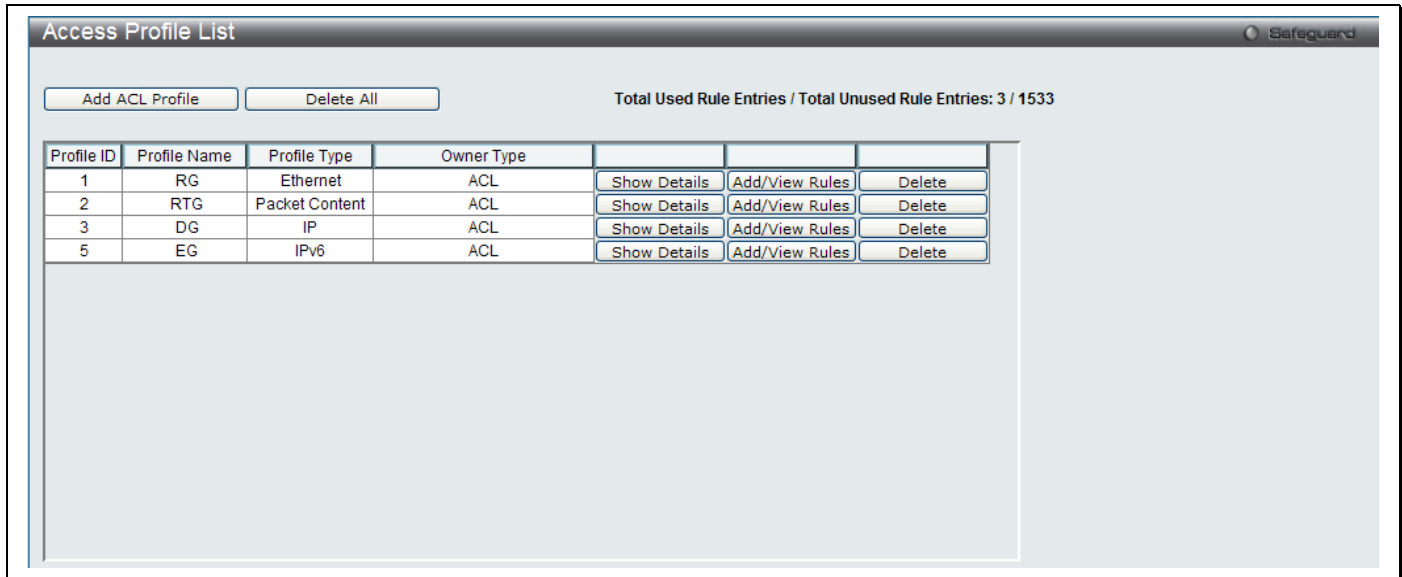 Access Profile List
Safeguard
Add ACL Profile Delete All Total Used Rule Entries / Total Unused Rule Entries: 3 / 1533
Profile ID Profile Name Profile Type Owner Type
1 RG Ethernet ACL Show Details Add/View Rules Delete
2 RTG Packet Content ACL Show Details Add/View Rules Delete
3 DG IP ACL Show Details Add/View Rules Delete
5 EG IPv6 ACL Show Details Add/View Rules Delete